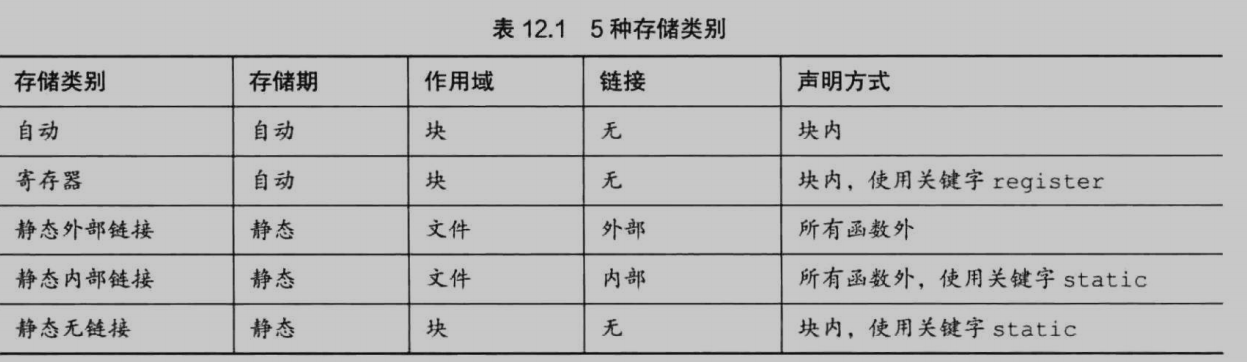 表 12.1 5 种存储类别
存储类别 存储期 作用域 链接 声明方式
自动 自动 块 无 块内
寄存器 自动 块 无 块内，使用关键字 register
静态外部链接 静态 文件 外部 所有函数外
静态内部链接 静态 文件 内部 所有函数外，使用关键字 static
静态无链接 静态 块 无 块内，使用关键字 static